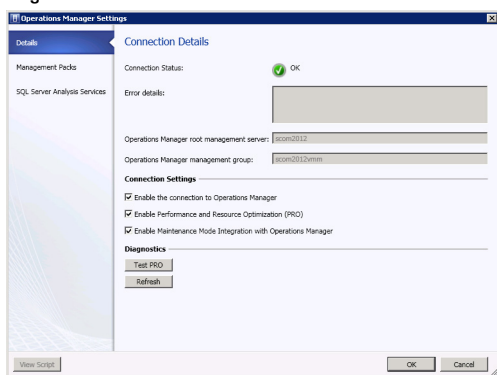 Operations Manager Settings
Details
Management Packs
SQL Server Analysis Services
Connection Details
Connection Status:
OK
Error details:
Operations Manager root management server:
scom2012
Operations Manager management group:
scom2012vmm
Connection Settings
Enable the connection to Operations Manager
Enable Performance and Resource Optimization (PRO)
Enable Maintenance Mode Integration with Operations Manager
Diagnostics
Test PRO
Refresh
View Script
OK
Cancel